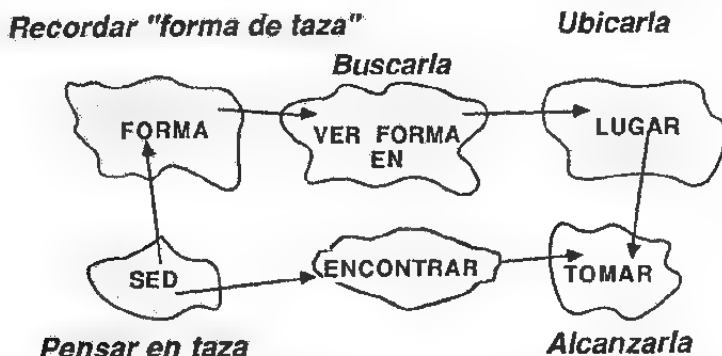 Recordar "forma de taza"
Ubicarla
Buscarla
FORMA
VER FORMA
EN
LUGAR
SED
ENCONTRAR
TOMAR
Pensar en taza
Alcanzarla